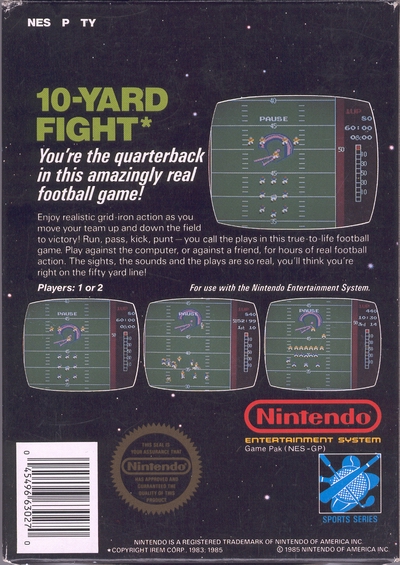 NES P TY
10-YARD
FIGHT*
You're the quarterback
in this amazingly real
football game!
PAUSE
Enjoy realistic grid-iron action as you
move your team up and down the field
to victory! Run, pass, kick, punt—you call the plays in this true-to-life football
game. Play against the computer, or against a friend, for hours of real football
action. The sights, the sounds and the plays are so real, you'll think you're
right on the fifty yard line!
Players: 1 or 2
For use with the Nintendo Entertainment System.
PAUSE
PAUSE
PAUSE
Nintendo®
ENTERTAINMENT SYSTEM
Game Pak (NES-GP)
THIS SEAL IS
YOUR ASSURANCE THAT
Nintendo
HAS APPROVED AND
GUARANTEED THE
QUALITY OF THIS
PRODUCT
SPORTS SERIES
0 45496 63027 0
NINTENDO IS A REGISTERED TRADEMARK OF NINTENDO OF AMERICA INC
*COPYRIGHT IREM CORP. 1983; 1985
© 1985 NINTENDO OF AMERICA INC.